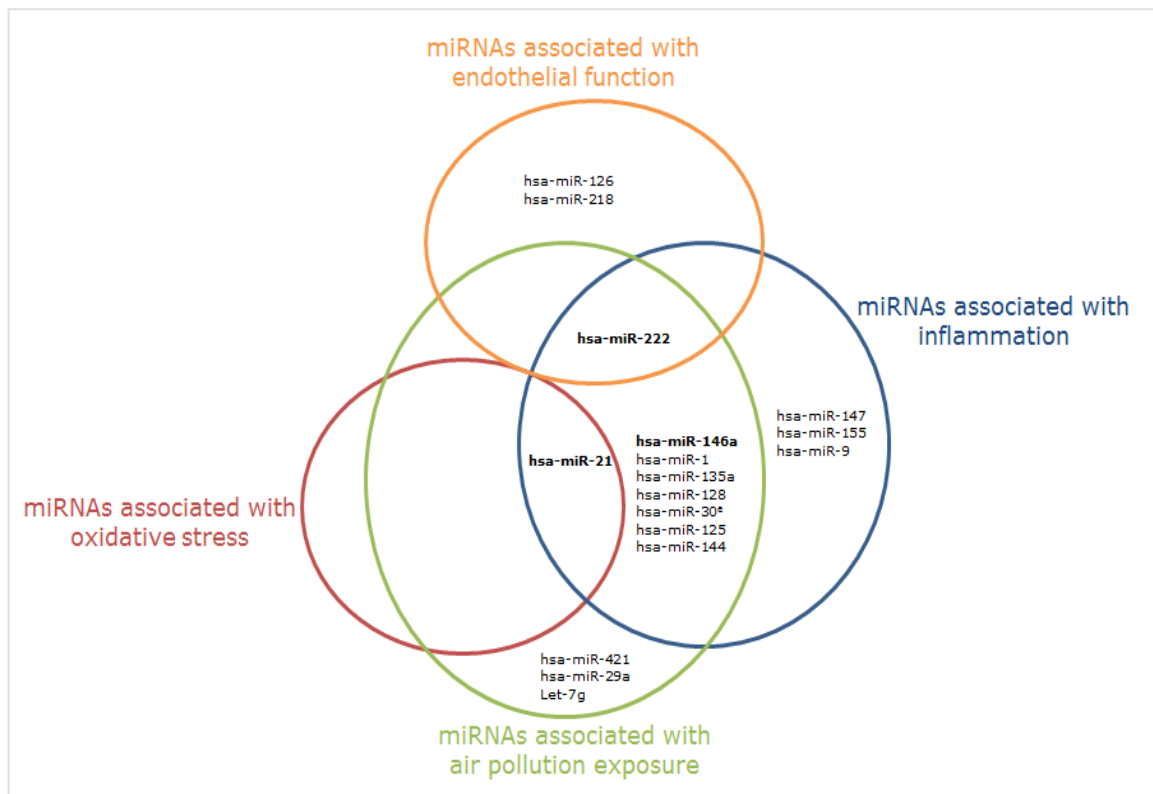 miRNAs associated with
endothelial function
hsa-miR-126
hsa-miR-218
miRNAs associated with
inflammation
hsa-miR-222
hsa-miR-147
hsa-miR-155
hsa-miR-9
hsa-miR-146a
hsa-miR-1
hsa-miR-135a
hsa-miR-128
hsa-miR-30ᵉ
hsa-miR-125
hsa-miR-144
hsa-miR-21
miRNAs associated with
oxidative stress
hsa-miR-421
hsa-miR-29a
Let-7g
miRNAs associated with
air pollution exposure